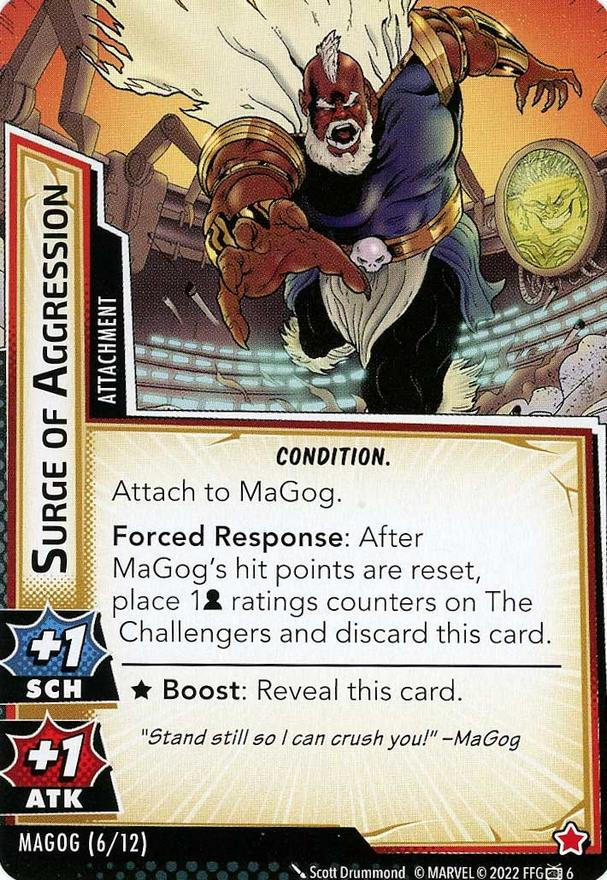 SURGE OF AGGRESSION
ATTACHMENT
CONDITION.
Attach to MaGog.
Forced Response: After
MaGog's hit points are reset,
place 1 ratings counters on The
Challengers and discard this card.
★ Boost: Reveal this card.
"Stand still so I can crush you!" –MaGog
+1
SCH
+1
ATK
MAGOG (6/12)
Scott Drummond © MARVEL © 2022 FFG 6